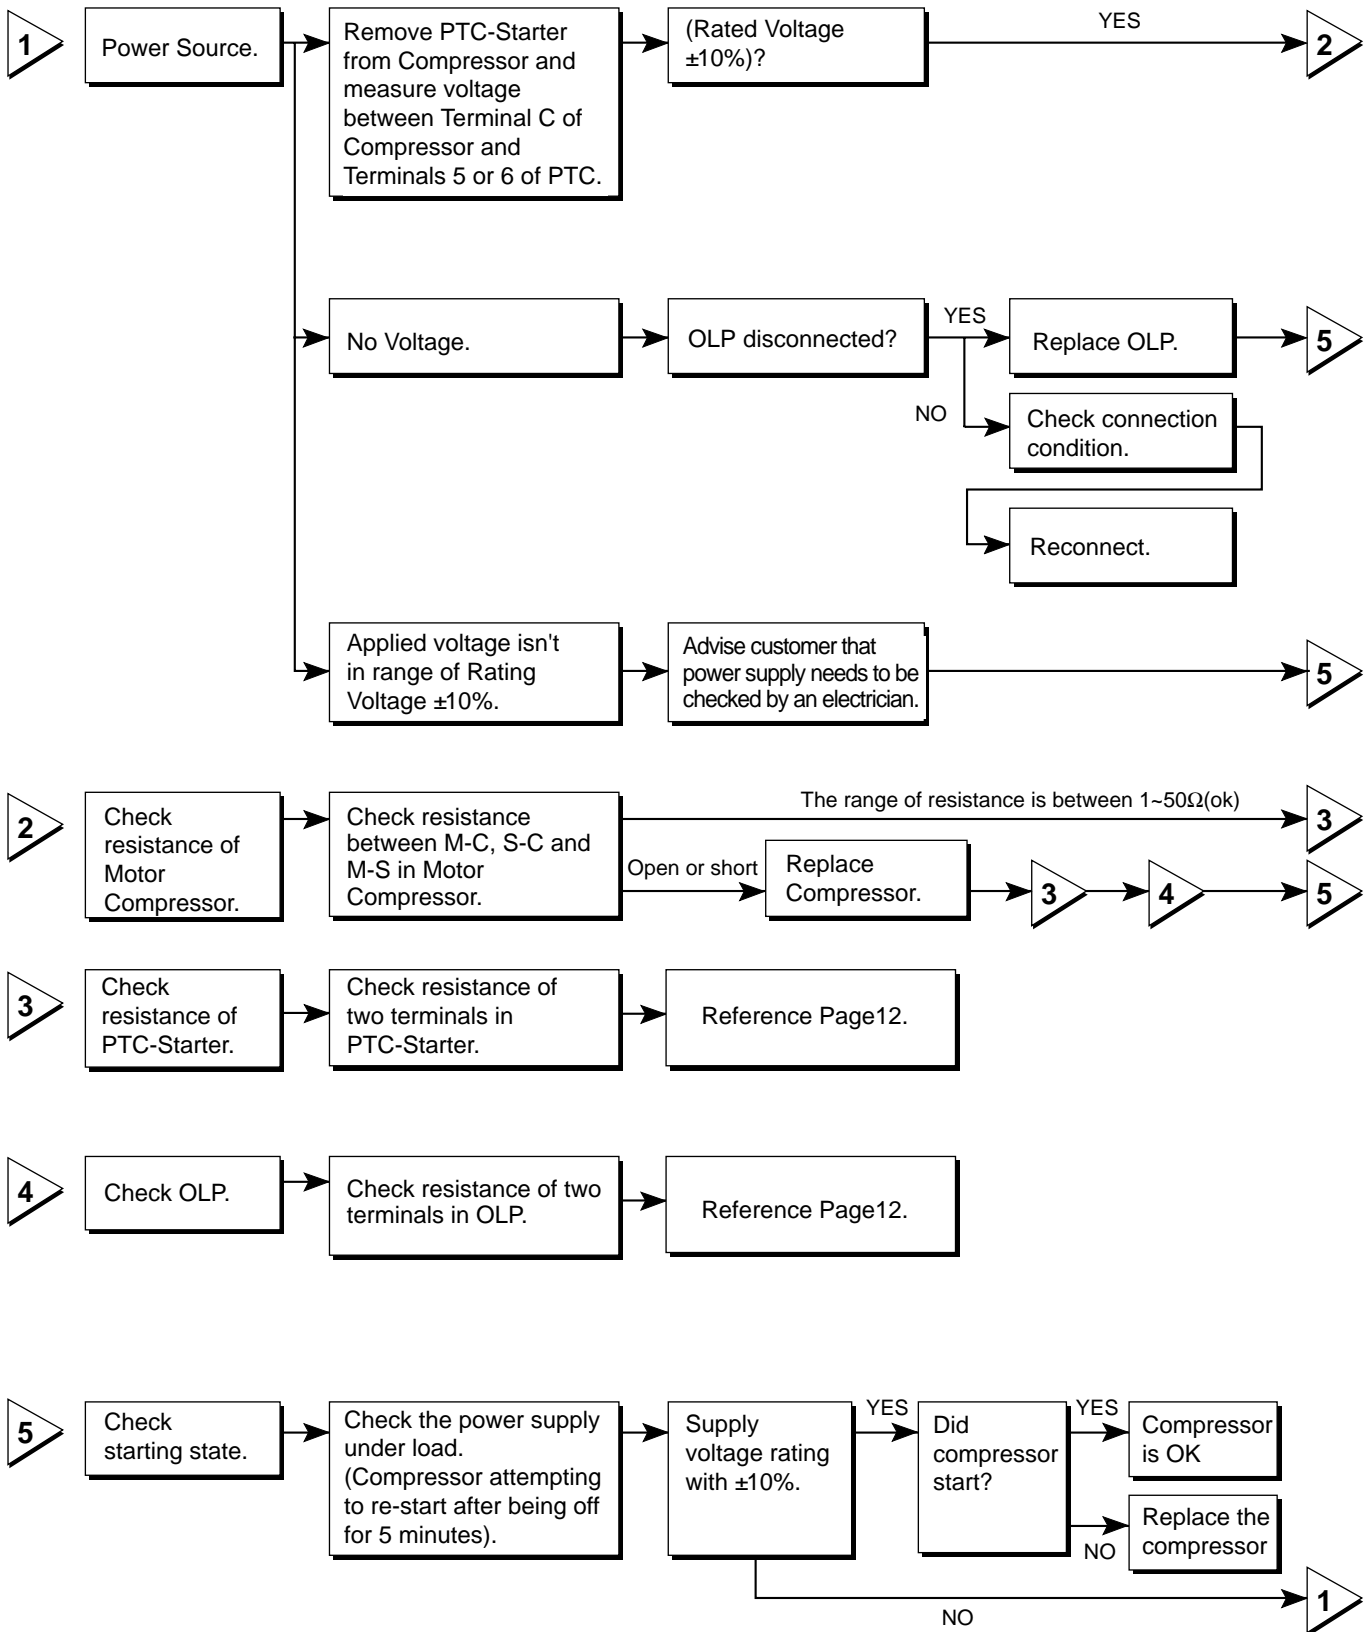 1
Power Source.
Remove PTC-Starter
from Compressor and
measure voltage
between Terminal C of
Compressor and
Terminals 5 or 6 of PTC.
(Rated Voltage
±10%)?
YES
2
No Voltage.
OLP disconnected?
YES
Replace OLP.
5
NO
Check connection
condition.
Reconnect.
Applied voltage isn't
in range of Rating
Voltage ±10%.
Advise customer that
power supply needs to be
checked by an electrician.
5
2
Check
resistance of
Motor
Compressor.
Check resistance
between M-C, S-C and
M-S in Motor
Compressor.
The range of resistance is between 1~50Ω(ok)
3
Open or short
Replace
Compressor.
3
4
5
3
Check
resistance of
PTC-Starter.
Check resistance of
two terminals in
PTC-Starter.
Reference Page12.
4
Check OLP.
Check resistance of two
terminals in OLP.
Reference Page12.
5
Check
starting state.
Check the power supply
under load.
(Compressor attempting
to re-start after being off
for 5 minutes).
Supply
voltage rating
with ±10%.
YES
Did
compressor
start?
YES
Compressor
is OK
NO
Replace the
compressor
NO
1